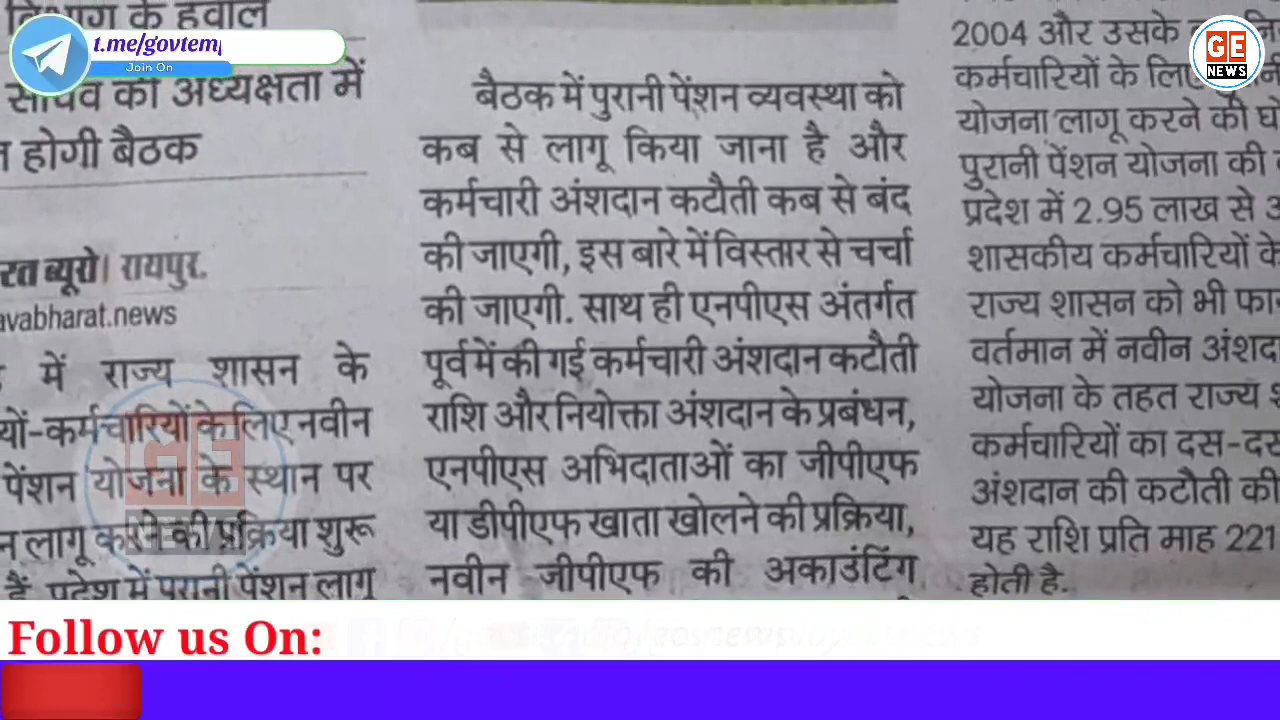 विभाग के हवाले
t.me/govtem
Join On
सचिव की अध्यक्षता में
होगी बैठक
ब्यूरो। रायपुर.
avabharat.news
में राज्य शासन के
यों-कर्मचारियों के लिए नवीन
पेंशन योजना के स्थान पर
न लागू करने की प्रक्रिया शुरू
प्रदेश में पुरानी पेंशन लागू
बैठक में पुरानी पेंशन व्यवस्था को
कब से लागू किया जाना है और
कर्मचारी अंशदान कटौती कब से बंद
की जाएगी, इस बारे में विस्तार से चर्चा
की जाएगी. साथ ही एनपीएस अंतर्गत
पूर्व में की गई कर्मचारी अंशदान कटौती
राशि और नियोक्ता अंशदान के प्रबंधन,
एनपीएस अभिदाताओं का जीपीएफ
या डीपीएफ खाता खोलने की प्रक्रिया,
नवीन जीपीएफ की अकाउंटिंग
2004 और उसके
कर्मचारियों के लिए
योजना लागू करने की
पुरानी पेंशन योजना की
प्रदेश में 2.95 लाख से
शासकीय कर्मचारियों के
राज्य शासन को भी
वर्तमान में नवीन
योजना के तहत राज्य
कर्मचारियों का दस-दस
अंशदान की कटौती की
यह राशि प्रति माह 221
होती है.
GE
NEWS
GE
NEWS
Follow us On: